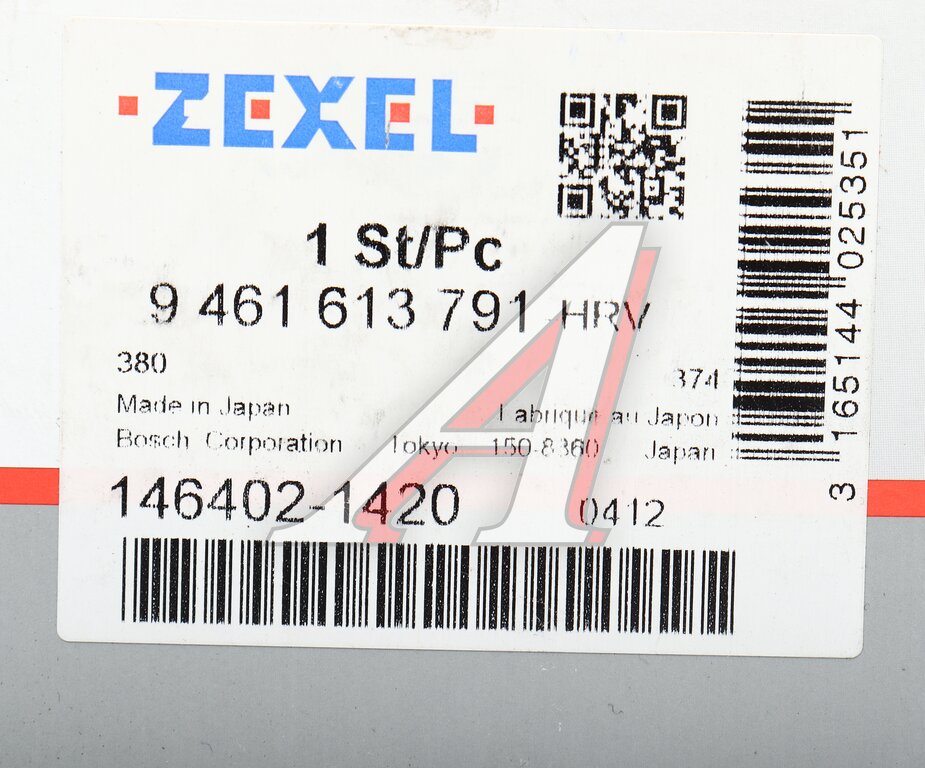 ZEXEL
1 St/Pc
9 461 613 791 HRV
380
374
Made in Japan Fabriqué au Japon
Bosch Corporation Tokyo 150-8360 Japan
146402-1420 0412
3 165144 025351